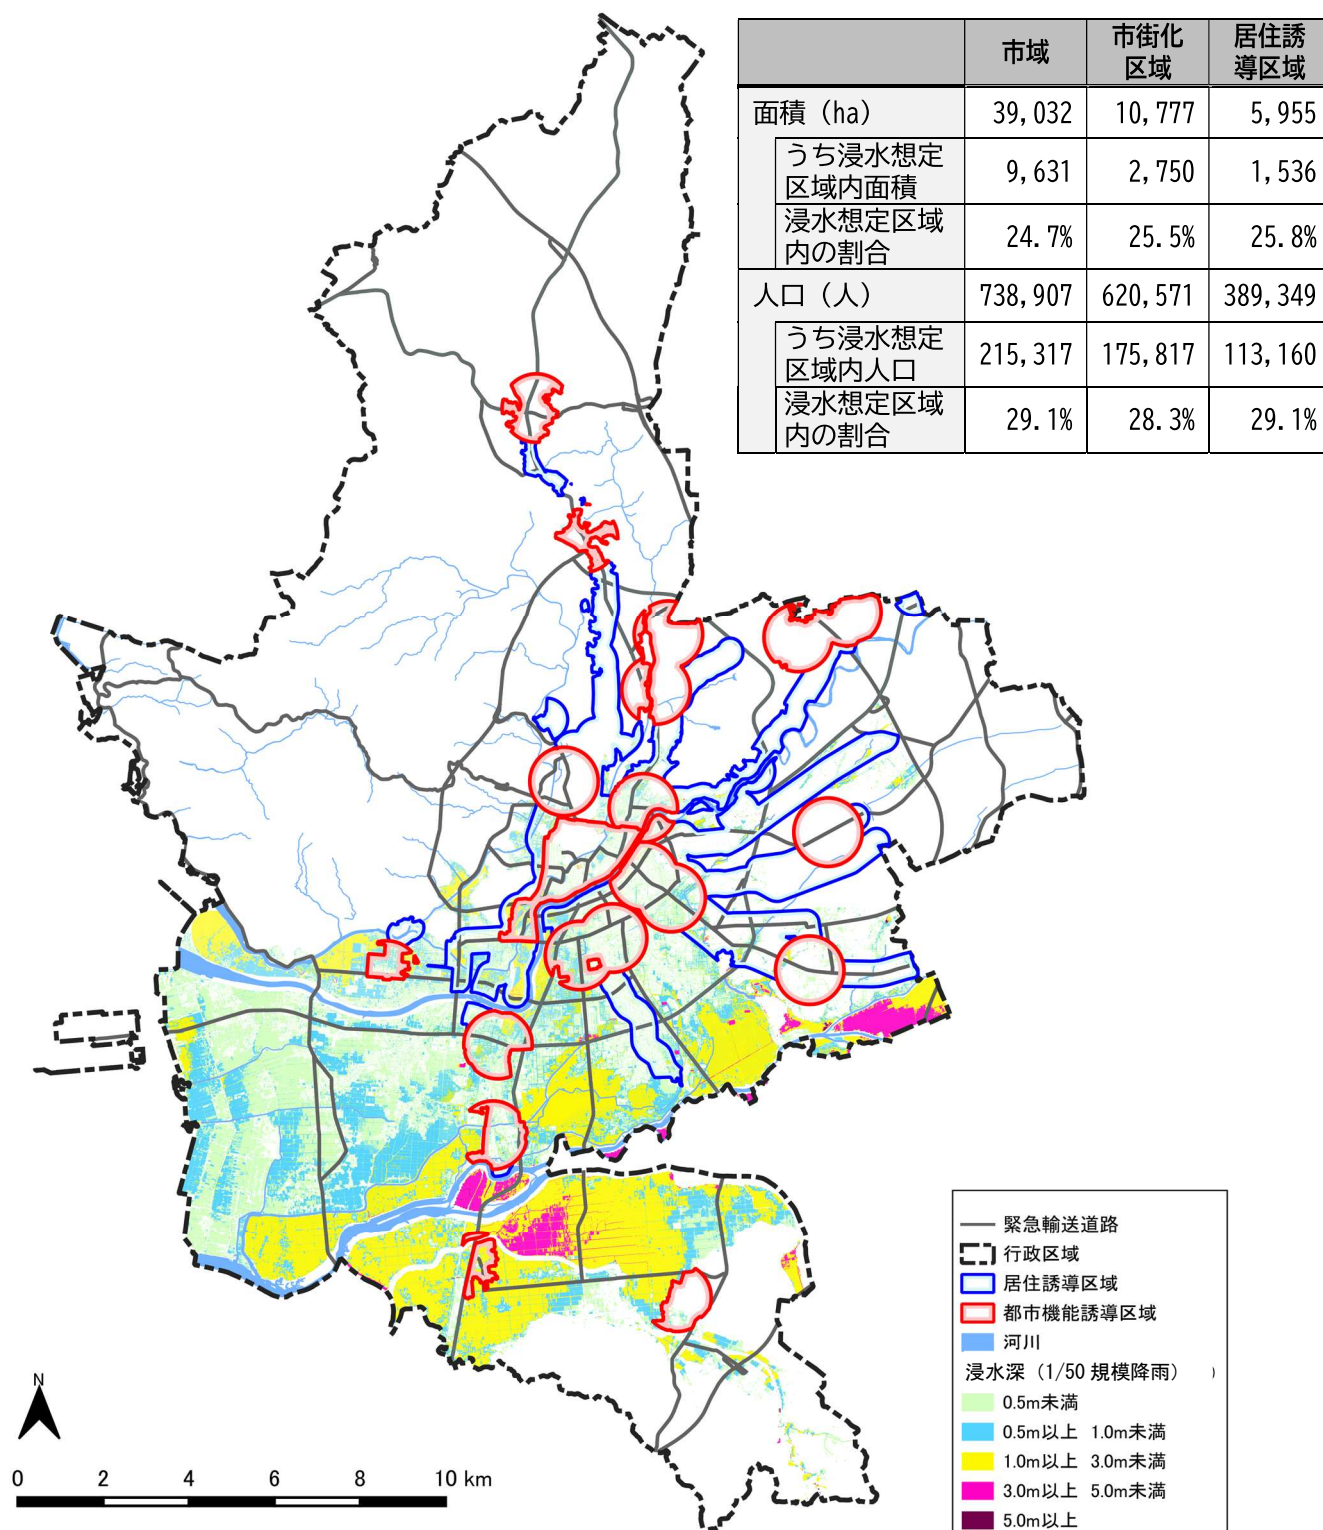 市域
市街化
区域
居住誘
導区域
面積（ha） 39,032 10,777 5,955
うち浸水想定
区域内面積
9,631 2,750 1,536
浸水想定区域
内の割合
24.7% 25.5% 25.8%
人口（人） 738,907 620,571 389,349
うち浸水想定
区域内人口
215,317 175,817 113,160
浸水想定区域
内の割合
29.1% 28.3% 29.1%
緊急輸送道路
行政区域
居住誘導区域
都市機能誘導区域
河川
浸水深（1/50 規模降雨） ）
0.5m未満
0.5m以上 1.0m未満
1.0m以上 3.0m未満
3.0m以上 5.0m未満
5.0m以上
N
0 2 4 6 8 10 km